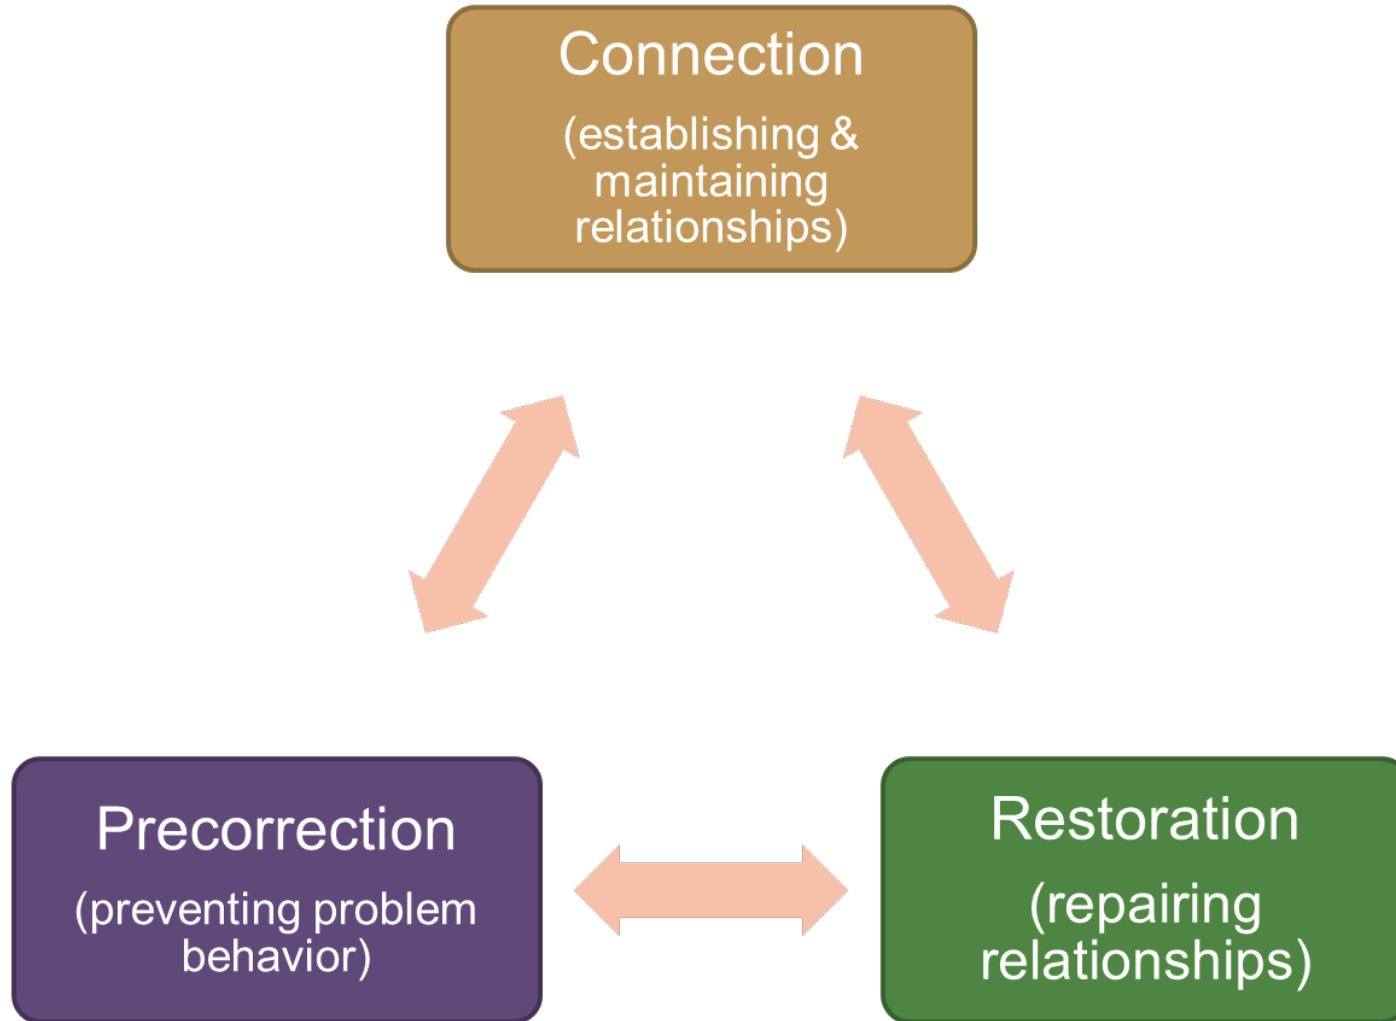 Connection
(establishing &
maintaining
relationships)
Precorrection
(preventing problem
behavior)
Restoration
(repairing
relationships)